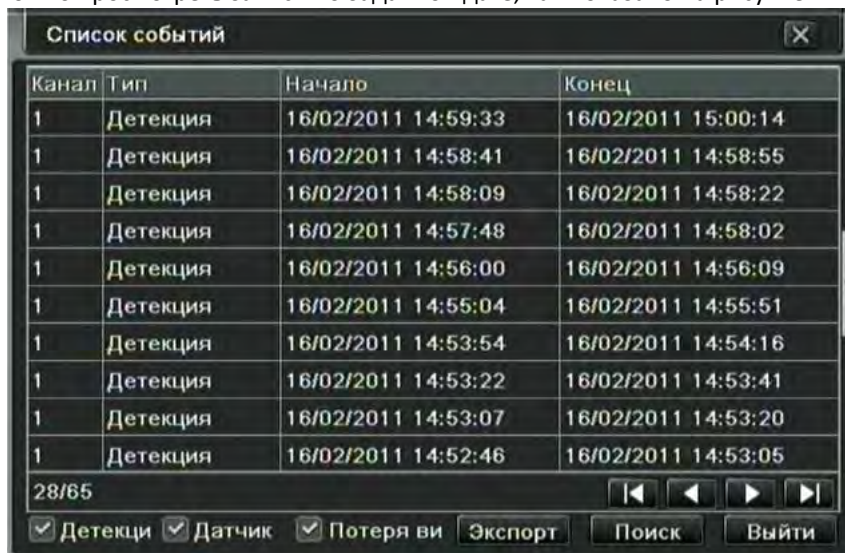 Список событий
Канал Тип Начало Конец
1 Детекция 16/02/2011 14:59:33 16/02/2011 15:00:14
1 Детекция 16/02/2011 14:58:41 16/02/2011 14:58:55
1 Детекция 16/02/2011 14:58:09 16/02/2011 14:58:22
1 Детекция 16/02/2011 14:57:48 16/02/2011 14:58:02
1 Детекция 16/02/2011 14:56:00 16/02/2011 14:56:09
1 Детекция 16/02/2011 14:55:04 16/02/2011 14:55:51
1 Детекция 16/02/2011 14:53:54 16/02/2011 14:54:16
1 Детекция 16/02/2011 14:53:22 16/02/2011 14:53:41
1 Детекция 16/02/2011 14:53:07 16/02/2011 14:53:20
1 Детекция 16/02/2011 14:52:46 16/02/2011 14:53:05
28/65
Детекци Датчик Потеря ви Экспорт Поиск Выйти